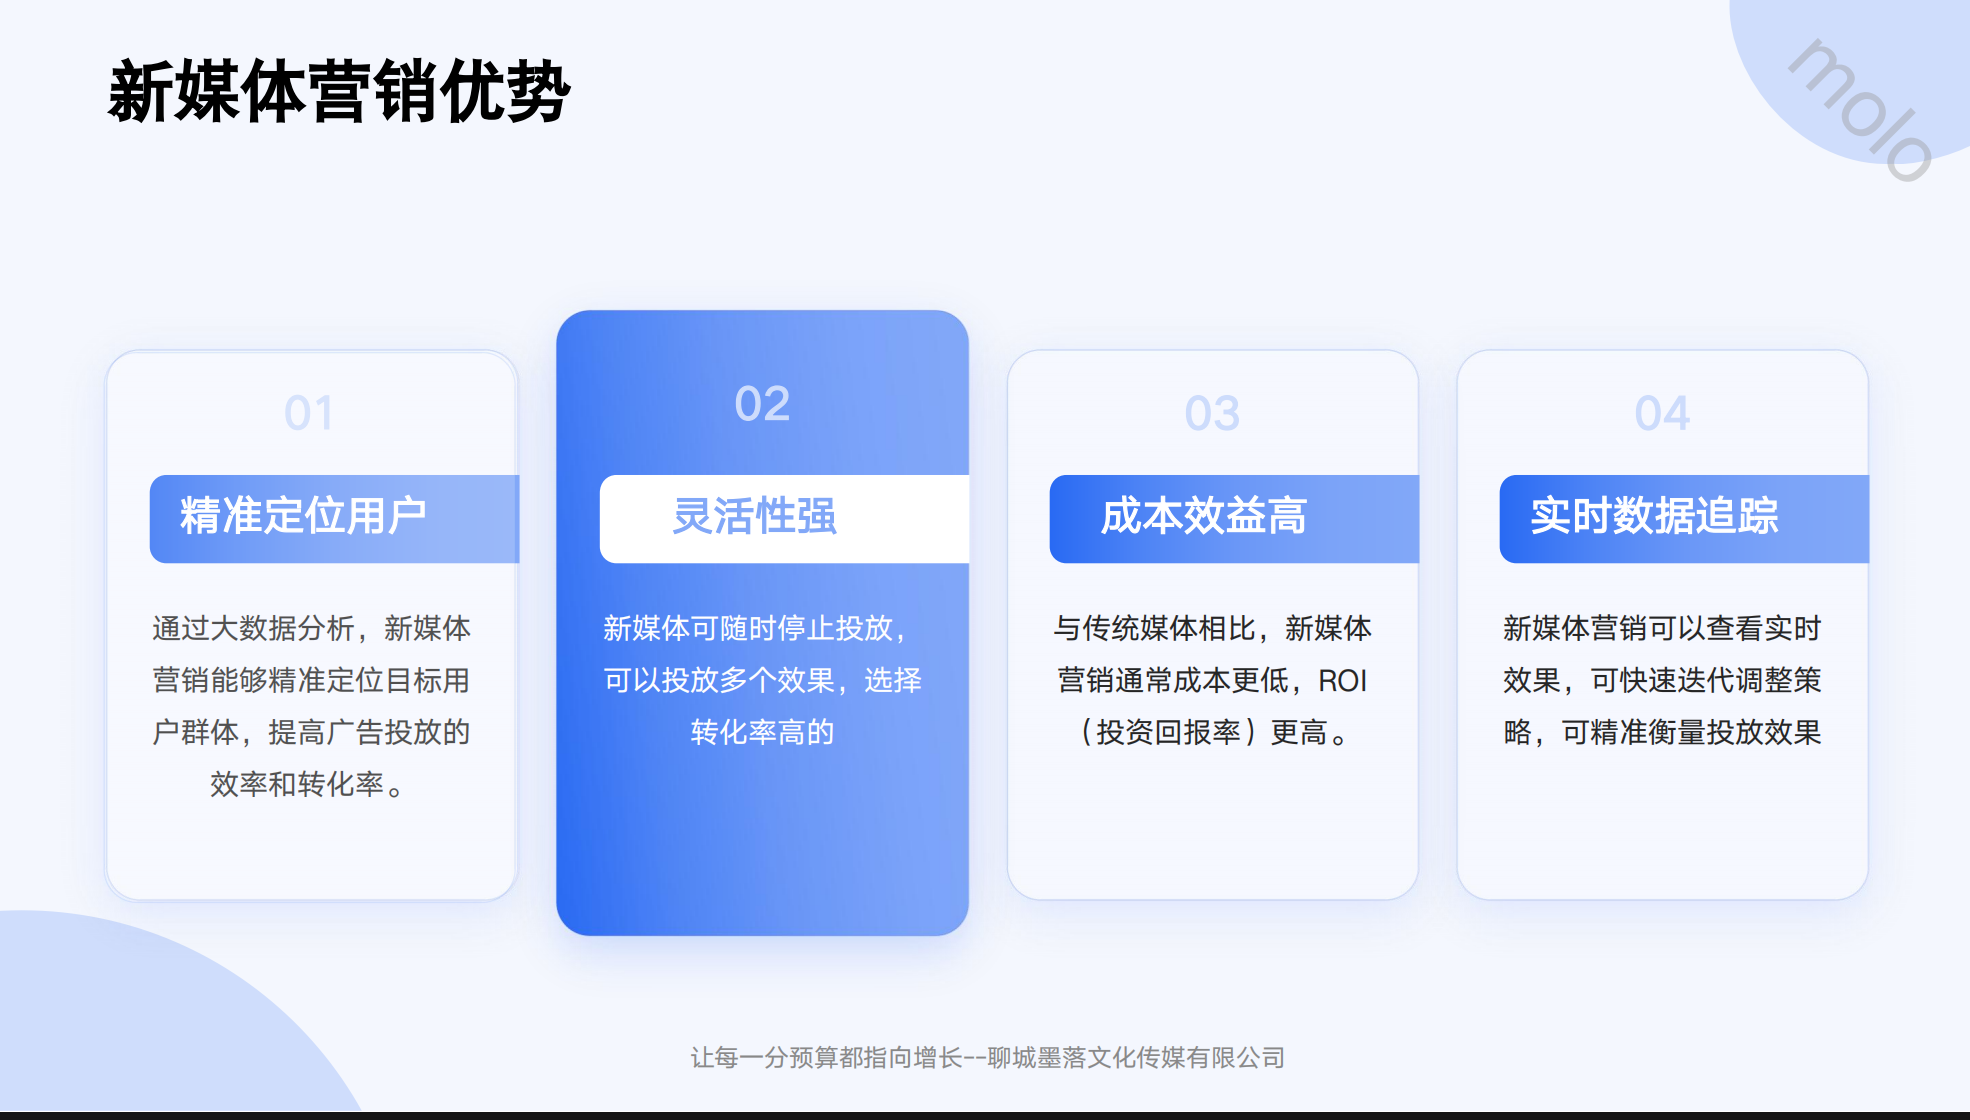 新媒体营销优势
molo
01
精准定位用户
通过大数据分析，新媒体
营销能够精准定位目标用
户群体，提高广告投放的
效率和转化率。
02
灵活性强
新媒体可随时停止投放，
可以投放多个效果，选择
转化率高的
03
成本效益高
与传统媒体相比，新媒体
营销通常成本更低，ROI
（投资回报率）更高。
04
实时数据追踪
新媒体营销可以查看实时
效果，可快速迭代调整策
略，可精准衡量投放效果
让每一分预算都指向增长--聊城墨落文化传媒有限公司